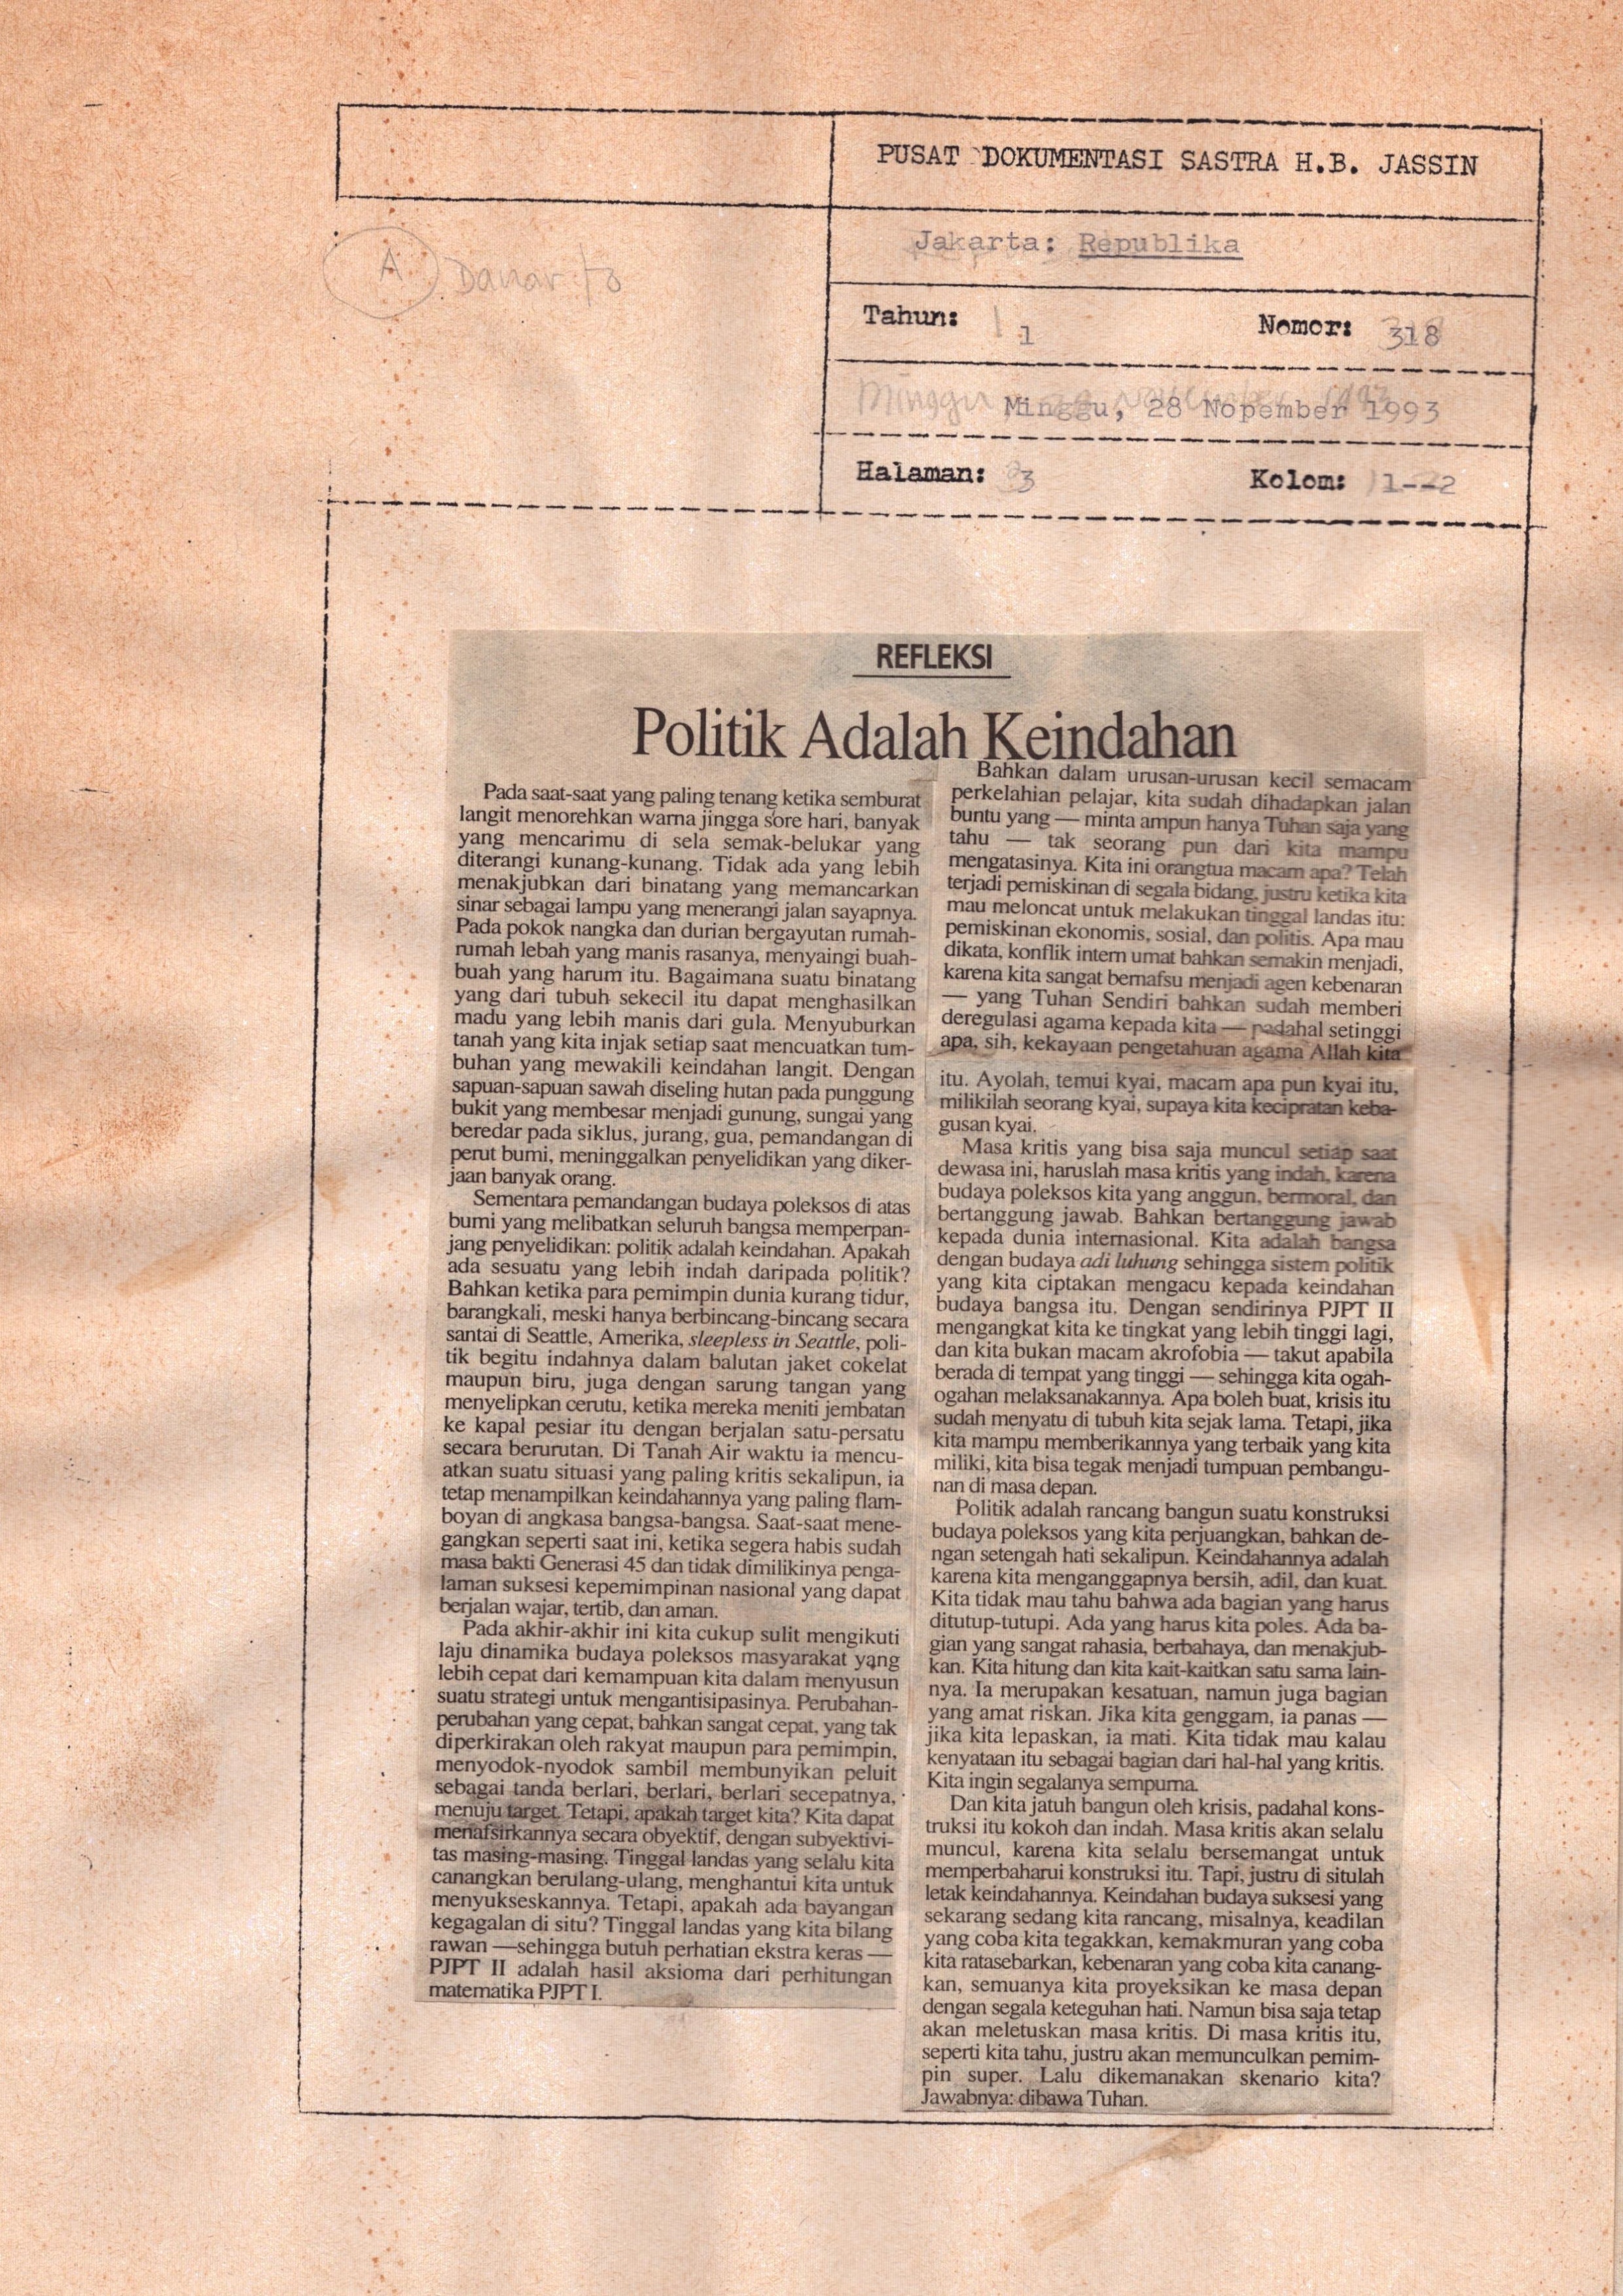 PUSAT DOKUMENTASI SASTRA H.B. JASSIN
Jakarta: Republika
A Danarto
Tahun: 1 Nomor: 318
Minggu, 28 Nopember 1993
Halaman: 3 Kolom: 1--2
REFLEKSI
Politik Adalah Keindahan
Pada saat-saat yang paling tenang ketika semburat
langit menorehkan warna jingga sore hari, banyak
yang mencarimu di sela semak-belukar yang
diterangi kunang-kunang. Tidak ada yang lebih
menakjubkan dari binatang yang memancarkan
sinar sebagai lampu yang menerangi jalan sayapnya.
Pada pokok nangka dan durian bergayutan rumah-
rumah lebah yang manis rasanya, menyaingi buah-
buah yang harum itu. Bagaimana suatu binatang
yang dari tubuh sekecil itu dapat menghasilkan
madu yang lebih manis dari gula. Menyuburkan
tanah yang kita injak setiap saat mencuatkan tum-
buhan yang mewakili keindahan langit. Dengan
sapuan-sapuan sawah diseling hutan pada punggung
bukit yang membesar menjadi gunung, sungai yang
beredar pada siklus, jurang, gua, pemandangan di
perut bumi, meninggalkan penyelidikan yang diker-
jaan banyak orang.
Sementara pemandangan budaya poleksos di atas
bumi yang melibatkan seluruh bangsa memperpan-
jang penyelidikan: politik adalah keindahan. Apakah
ada sesuatu yang lebih indah daripada politik?
Bahkan ketika para pemimpin dunia kurang tidur,
barangkali, meski hanya berbincang-bincang secara
santai di Seattle, Amerika, sleepless in Seattle, poli-
tik begitu indahnya dalam balutan jaket cokelat
maupun biru, juga dengan sarung tangan yang
menyelipkan cerutu, ketika mereka meniti jembatan
ke kapal pesiar itu dengan berjalan satu-persatu
secara berurutan. Di Tanah Air waktu ia mencu-
atkan suatu situasi yang paling kritis sekalipun, ia
tetap menampilkan keindahannya yang paling flam-
boyan di angkasa bangsa-bangsa. Saat-saat mene-
gangkan seperti saat ini, ketika segera habis sudah
masa bakti Generasi 45 dan tidak dimilikinya penga-
laman suksesi kepemimpinan nasional yang dapat
berjalan wajar, tertib, dan aman.
Pada akhir-akhir ini kita cukup sulit mengikuti
laju dinamika budaya poleksos masyarakat yang
lebih cepat dari kemampuan kita dalam menyusun
suatu strategi untuk mengantisipasinya. Perubahan-
perubahan yang cepat, bahkan sangat cepat, yang tak
diperkirakan oleh rakyat maupun para pemimpin,
menyodok-nyodok sambil membunyikan peluit
sebagai tanda berlari, berlari, berlari secepatnya,
menuju target. Tetapi, apakah target kita? Kita dapat
menafsirkannya secara obyektif, dengan subyektivi-
tas masing-masing. Tinggal landas yang selalu kita
canangkan berulang-ulang, menghantui kita untuk
menyukseskannya. Tetapi, apakah ada bayangan
kegagalan di situ? Tinggal landas yang kita bilang
rawan —sehingga butuh perhatian ekstra keras —
PJPT II adalah hasil aksioma dari perhitungan
matematika PJPT I.
Bahkan dalam urusan-urusan kecil semacam
perkelahian pelajar, kita sudah dihadapkan jalan
buntu yang — minta ampun hanya Tuhan saja yang
tahu — tak seorang pun dari kita mampu
mengatasinya. Kita ini orangtua macam apa? Telah
terjadi pemiskinan di segala bidang, justru ketika kita
mau meloncat untuk melakukan tinggal landas itu:
pemiskinan ekonomis, sosial, dan politis. Apa mau
dikata, konflik intern umat bahkan semakin menjadi,
karena kita sangat bernafsu menjadi agen kebenaran
— yang Tuhan Sendiri bahkan sudah memberi
deregulasi agama kepada kita — padahal setinggi
apa, sih, kekayaan pengetahuan agama Allah kita
itu. Ayolah, temui kyai, macam apa pun kyai itu,
milikilah seorang kyai, supaya kita kecipratan keba-
gusan kyai.
Masa kritis yang bisa saja muncul setiap saat
dewasa ini, haruslah masa kritis yang indah, karena
budaya poleksos kita yang anggun, bermoral, dan
bertanggung jawab. Bahkan bertanggung jawab
kepada dunia internasional. Kita adalah bangsa
dengan budaya adi luhung sehingga sistem politik
yang kita ciptakan mengacu kepada keindahan
budaya bangsa itu. Dengan sendirinya PJPT II
mengangkat kita ke tingkat yang lebih tinggi lagi,
dan kita bukan macam akrofobia — takut apabila
berada di tempat yang tinggi — sehingga kita ogah-
ogahan melaksanakannya. Apa boleh buat, krisis itu
sudah menyatu di tubuh kita sejak lama. Tetapi, jika
kita mampu memberikannya yang terbaik yang kita
miliki, kita bisa tegak menjadi tumpuan pembangu-
nan di masa depan.
Politik adalah rancang bangun suatu konstruksi
budaya poleksos yang kita perjuangkan, bahkan de-
ngan setengah hati sekalipun. Keindahannya adalah
karena kita menganggapnya bersih, adil, dan kuat.
Kita tidak mau tahu bahwa ada bagian yang harus
ditutup-tutupi. Ada yang harus kita poles. Ada ba-
gian yang sangat rahasia, berbahaya, dan menakjub-
kan. Kita hitung dan kita kait-kaitkan satu sama lain-
nya. Ia merupakan kesatuan, namun juga bagian
yang amat riskan. Jika kita genggam, ia panas —
jika kita lepaskan, ia mati. Kita tidak mau kalau
kenyataan itu sebagai bagian dari hal-hal yang kritis.
Kita ingin segalanya sempurna.
Dan kita jatuh bangun oleh krisis, padahal kons-
truksi itu kokoh dan indah. Masa kritis akan selalu
muncul, karena kita selalu bersemangat untuk
memperbaharui konstruksi itu. Tapi, justru di situlah
letak keindahannya. Keindahan budaya suksesi yang
sekarang sedang kita rancang, misalnya, keadilan
yang coba kita tegakkan, kemakmuran yang coba
kita ratasebarkan, kebenaran yang coba kita canang-
kan, semuanya kita proyeksikan ke masa depan
dengan segala keteguhan hati. Namun bisa saja tetap
akan meletuskan masa kritis. Di masa kritis itu,
seperti kita tahu, justru akan memunculkan pemim-
pin super. Lalu dikemanakan skenario kita?
Jawabnya: dibawa Tuhan.